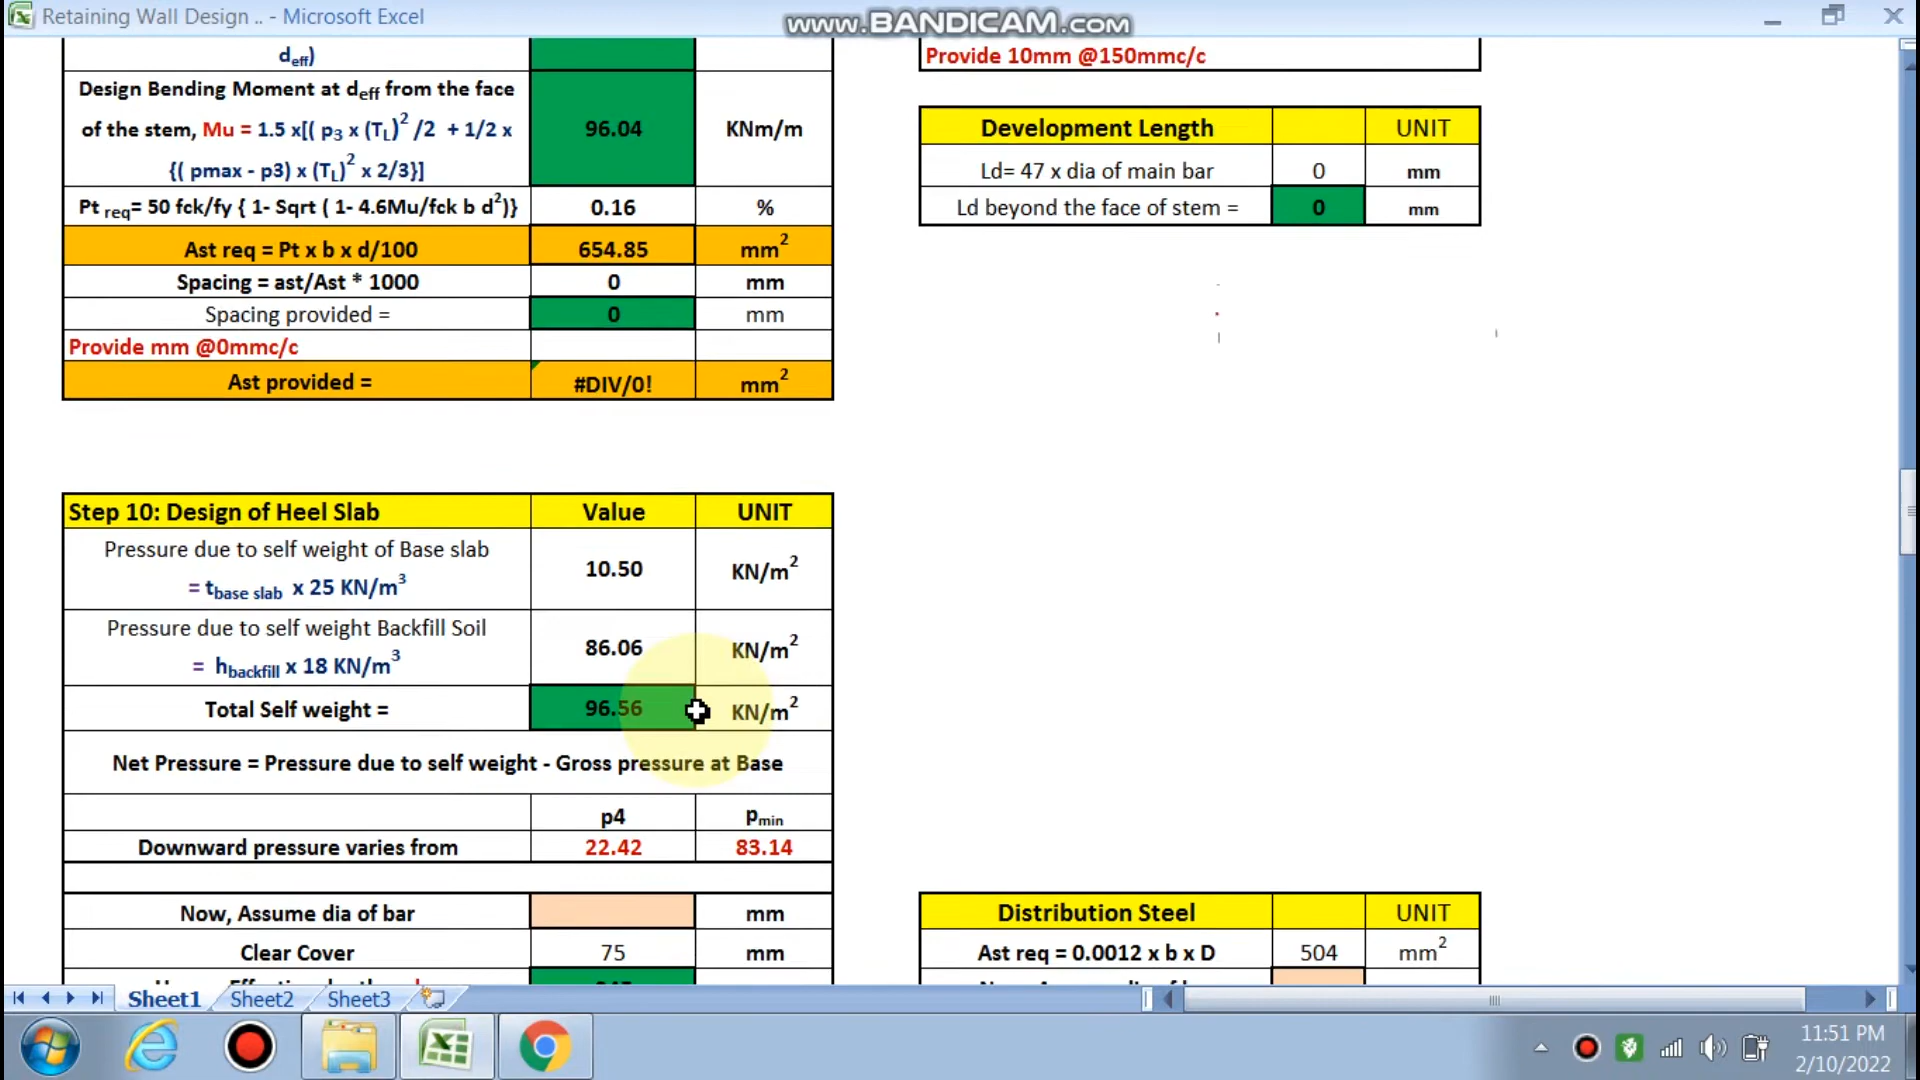 Retaining Wall Design .. - Microsoft Excel
www.BANDICAM.com
deff)
Provide 10mm @150mmc/c
Design Bending Moment at deff from the face
of the stem, Mu = 1.5 x[( p3 x (TL)2 /2 + 1/2 x
{( pmax - p3) x (TL)2 x 2/3}]
96.04
KNm/m
Development Length
UNIT
Ld= 47 x dia of main bar
0
mm
Pt req= 50 fck/fy { 1- Sqrt ( 1- 4.6Mu/fck b d2)}
0.16
%
Ld beyond the face of stem =
0
mm
Ast req = Pt x b x d/100
654.85
mm2
Spacing = ast/Ast * 1000
0
mm
Spacing provided =
0
mm
Provide mm @0mmc/c
Ast provided =
#DIV/0!
mm2
Step 10: Design of Heel Slab
Value
UNIT
Pressure due to self weight of Base slab
= tbase slab x 25 KN/m3
10.50
KN/m2
Pressure due to self weight Backfill Soil
= hbackfill x 18 KN/m3
86.06
KN/m2
Total Self weight =
96.56
KN/m2
Net Pressure = Pressure due to self weight - Gross pressure at Base
p4
pmin
Downward pressure varies from
22.42
83.14
Now, Assume dia of bar
mm
Distribution Steel
UNIT
Clear Cover
75
mm
Ast req = 0.0012 x b x D
504
mm2
Sheet1
Sheet2
Sheet3
11:51 PM
2/10/2022